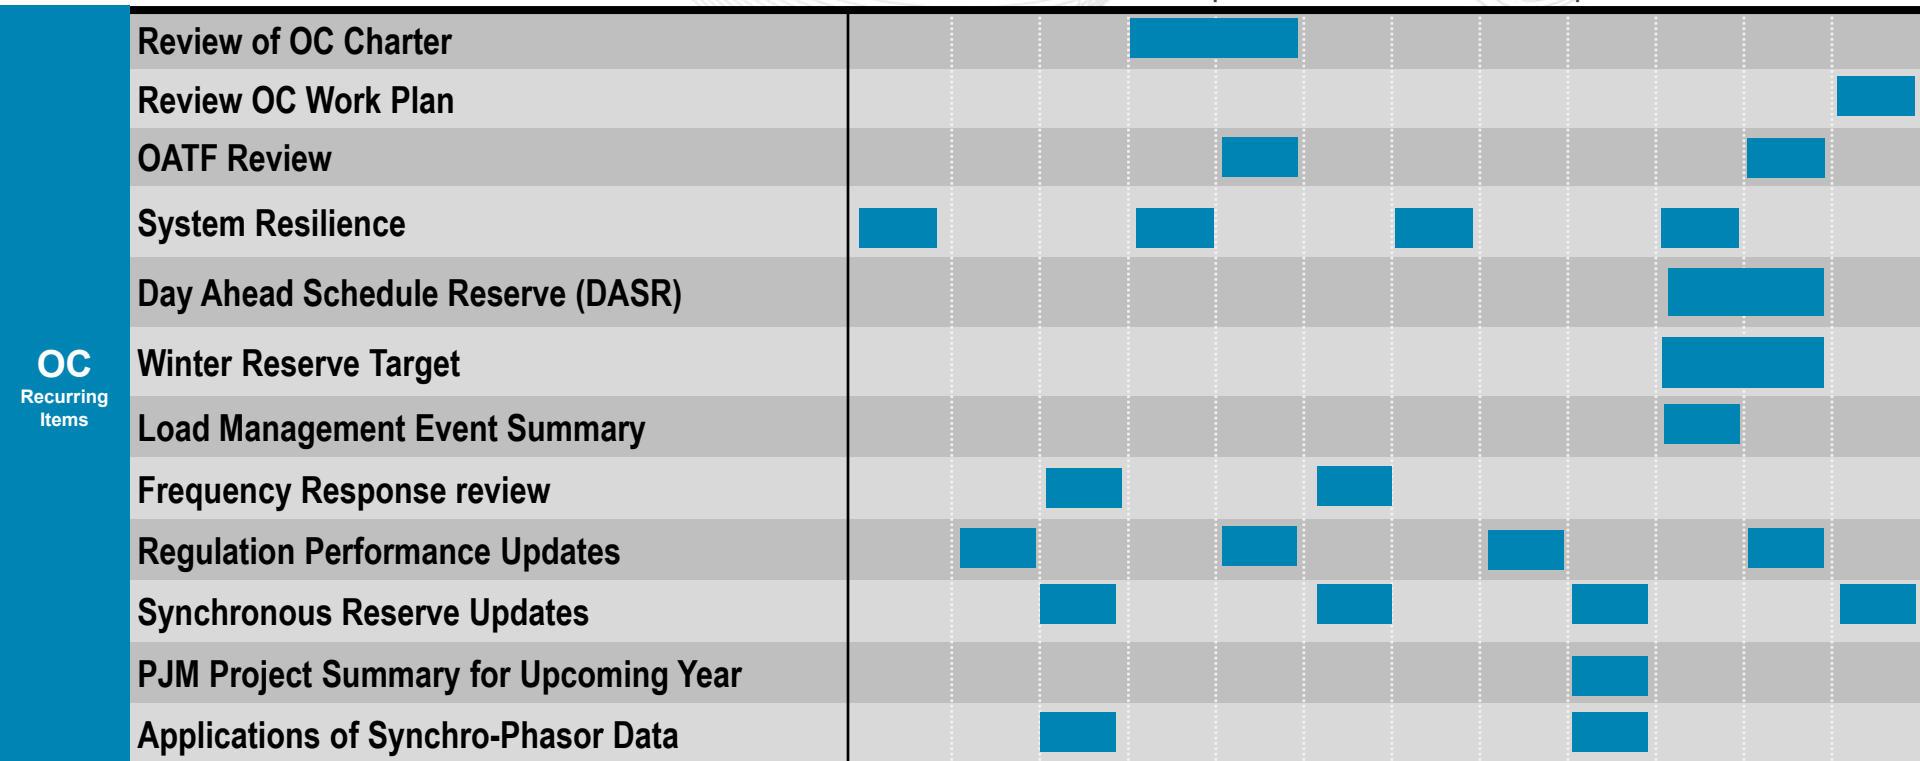 Review of OC Charter
Review OC Work Plan
OATF Review
System Resilience
Day Ahead Schedule Reserve (DASR)
Winter Reserve Target
Load Management Event Summary
Frequency Response review
Regulation Performance Updates
Synchronous Reserve Updates
PJM Project Summary for Upcoming Year
Applications of Synchro-Phasor Data
OC
Recurring
Items